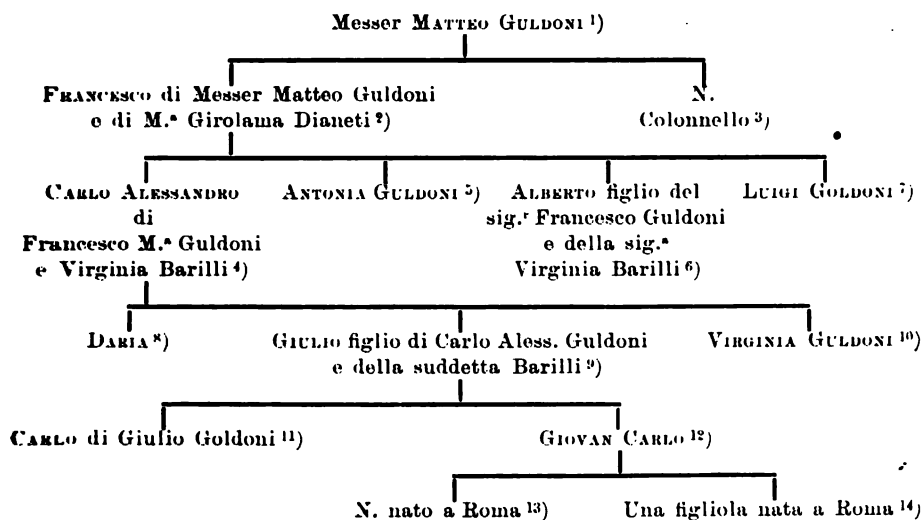 Messer Matteo Guldoni ¹)
Francesco di Messer Matteo Guldoni
e di M.ª Girolama Dianeti ²)
N.
Colonnello ³)
Carlo Alessandro
di
Francesco M.ª Guldoni
e Virginia Barilli ⁴)
Antonia Guldoni ⁵)
Alberto figlio del
sig.ʳ Francesco Guldoni
e della sig.ª
Virginia Barilli ⁶)
Luigi Goldoni ⁷)
Daria ⁸)
Giulio figlio di Carlo Aless. Guldoni
e della suddetta Barilli ⁹)
Virginia Guldoni ¹⁰)
Carlo di Giulio Goldoni ¹¹)
Giovan Carlo ¹²)
N. nato a Roma ¹³)
Una figliola nata a Roma ¹⁴)